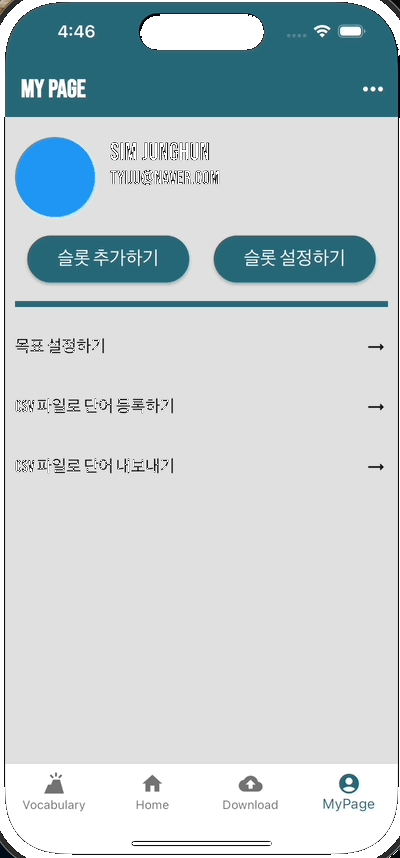 4:46
MY PAGE
SIM JUNGHUN
TYIJU@NAVER.COM
슬롯 추가하기
슬롯 설정하기
목표 설정하기
CSV 파일로 단어 등록하기
CSV 파일로 단어 내보내기
Vocabulary
Home
Download
MyPage